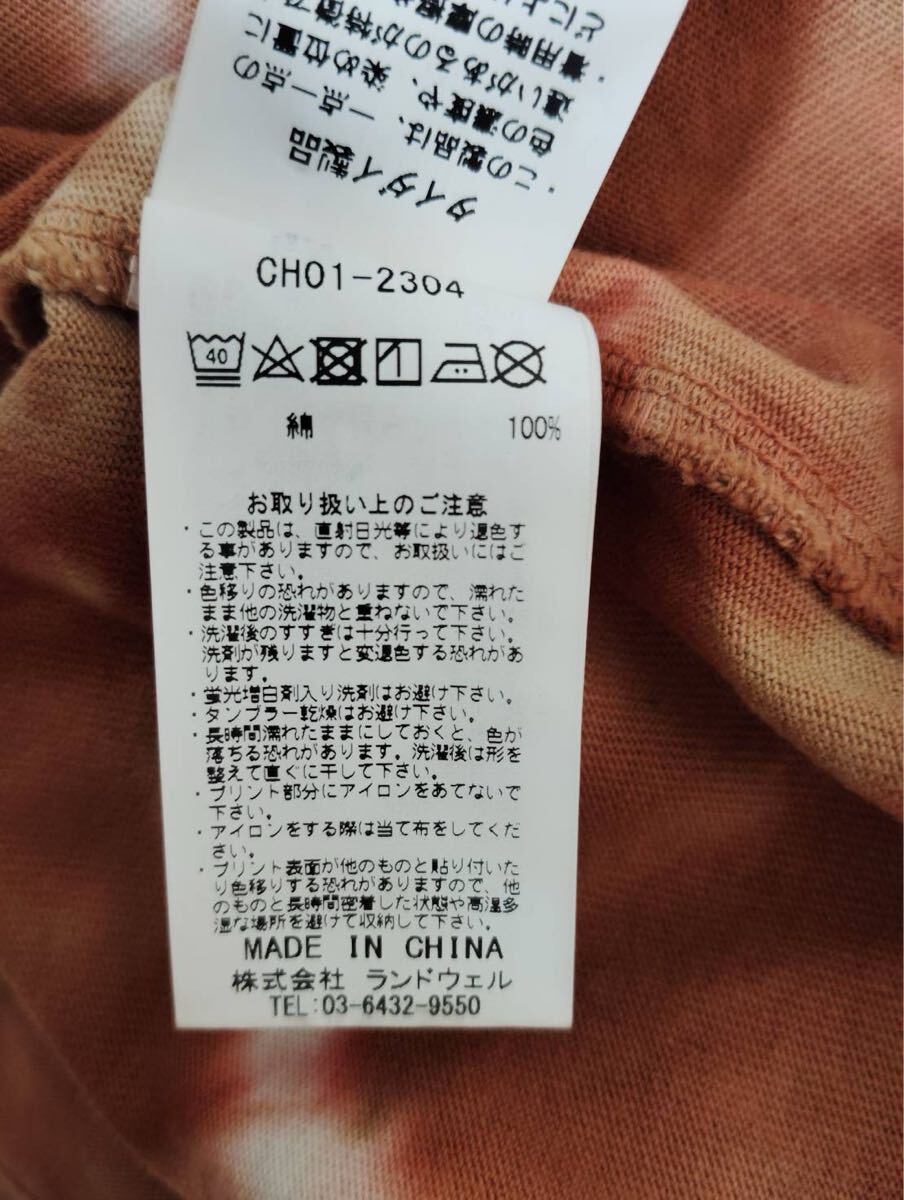 どによ
・着用時の摩擦
違いがあるのが特徴で
色の濃度や、染め位置に
・この製品は、一点一点の
タイダイ製品
CH01-2304
40
綿 100%
お取り扱い上のご注意
・この製品は、直射日光等により退色す
る事がありますので、お取扱いにはご
注意下さい。
・色移りの恐れがありますので、濡れた
まま他の洗濯物と重ねないで下さい。
・洗濯後のすすぎは十分行って下さい。
洗剤が残りますと変退色する恐れがあ
ります。
・蛍光増白剤入り洗剤はお避け下さい。
・タンブラー乾燥はお避け下さい。
・長時間濡れたままにしておくと、色が
落ちる恐れがあります。洗濯後は形を
整えて直ぐに干して下さい。
・プリント部分にアイロンをあてないで
下さい。
・アイロンをする際は当て布をしてくだ
さい。
・プリント表面が他のものと貼り付いた
り色移りする恐れがありますので、他
のものと長時間密着した状態や高湿多
湿な場所を避けて収納して下さい。
MADE IN CHINA
株式会社 ランドウェル
TEL:03-6432-9550